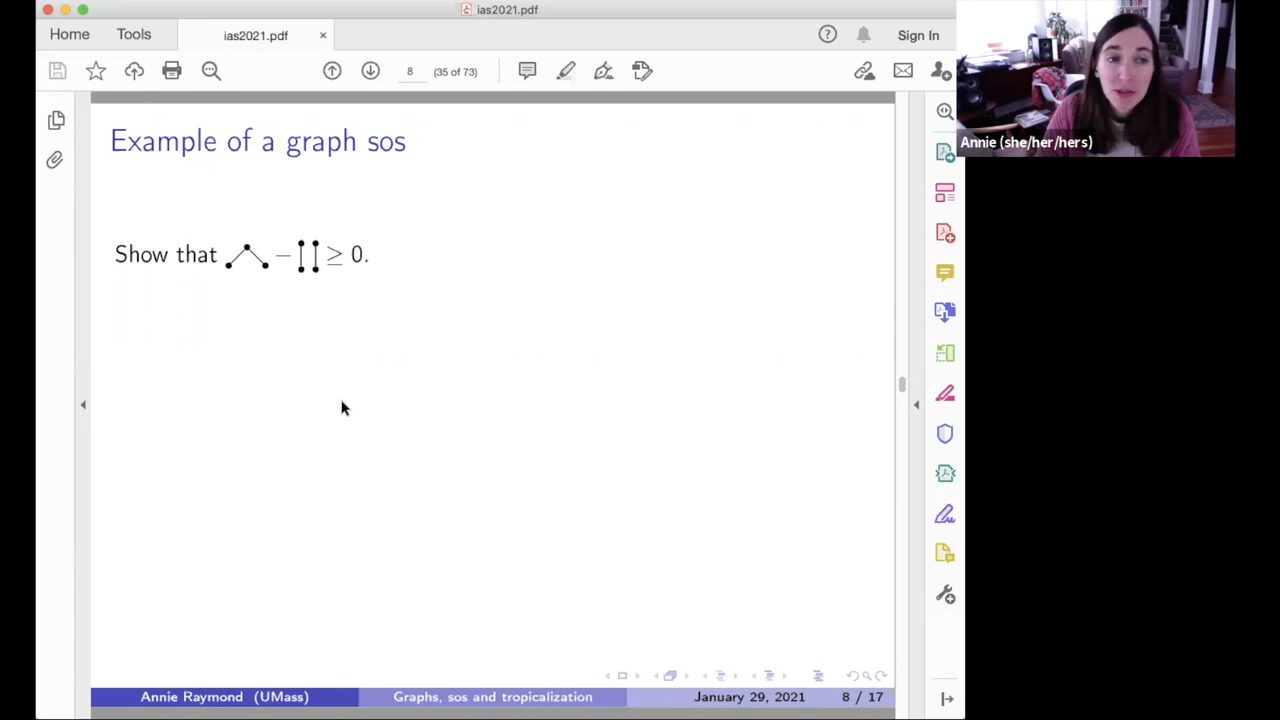 ias2021.pdf
Home
Tools
ias2021.pdf ×
Sign In
8 (35 of 73)
Example of a graph sos
Show that − ≥ 0.
Annie Raymond (UMass)
Graphs, sos and tropicalization
January 29, 2021
8 / 17
Annie (she/her/hers)